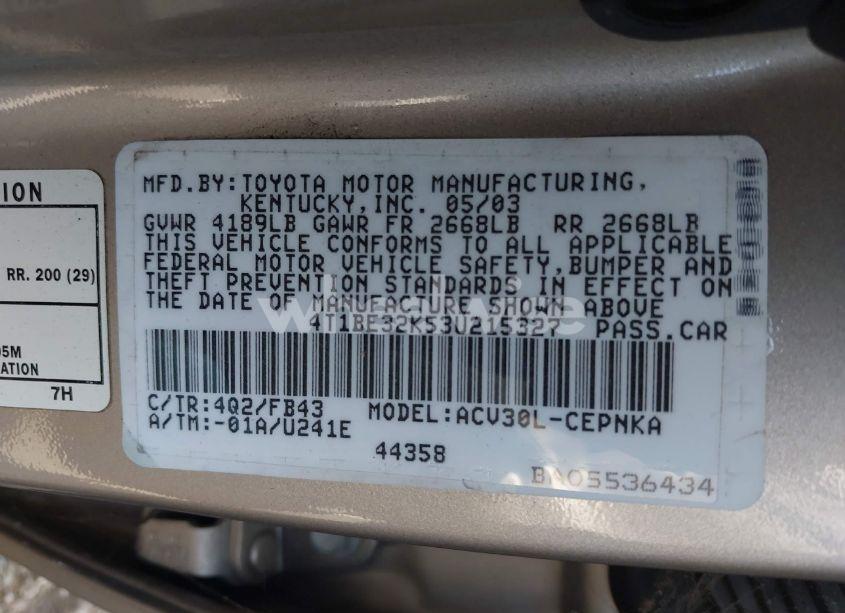 ION
RR. 200 (29)
05M
ATION
7H
MFD.BY:TOYOTA MOTOR MANUFACTURING,
KENTUCKY,INC. 05/03
GVWR 4189LB GAWR FR 2668LB RR 2668LB
THIS VEHICLE CONFORMS TO ALL APPLICABLE
FEDERAL MOTOR VEHICLE SAFETY,BUMPER AND
THEFT PREVENTION STANDARDS IN EFFECT ON
THE DATE OF MANUFACTURE SHOWN ABOVE
4T1BE32K53U215327 PASS.CAR
C/TR:4Q2/FB43 MODEL:ACV30L-CEPNKA
A/TM:-01A/U241E
44358